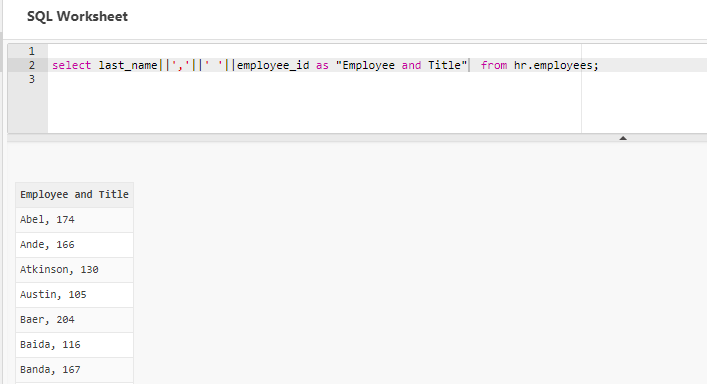 SQL Worksheet
1
2 select last_name||','||' '||employee_id as "Employee and Title" from hr.employees;
3
Employee and Title
Abel, 174
Ande, 166
Atkinson, 130
Austin, 105
Baer, 204
Baida, 116
Banda, 167